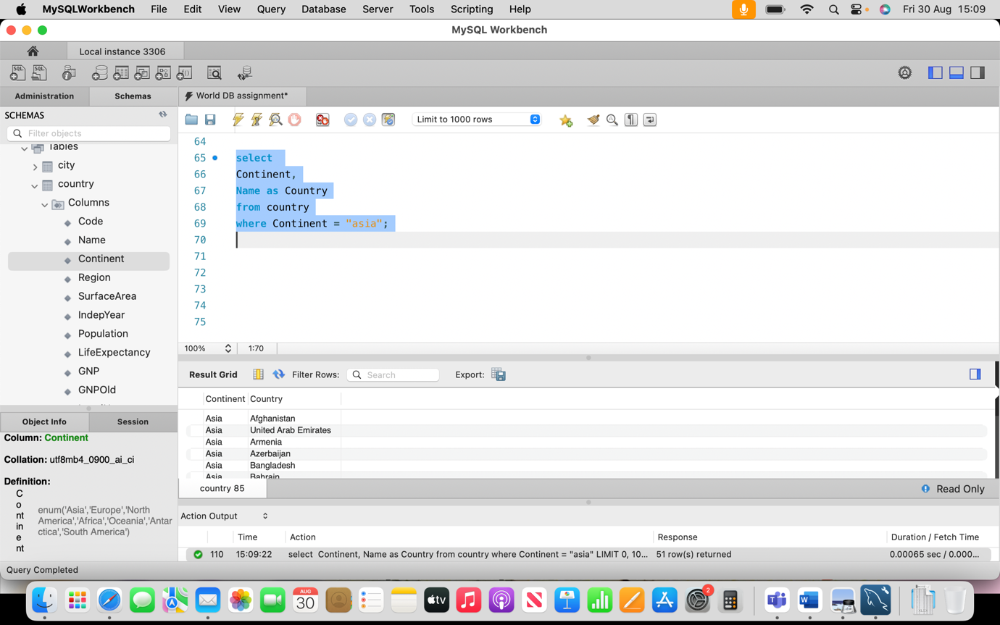 MySQLWorkbench File Edit View Query Database Server Tools Scripting Help Fri 30 Aug 15:09
MySQL Workbench
Local instance 3306
Administration Schemas World DB assignment*
SCHEMAS
Filter objects
Limit to 1000 rows
Tables
city
country
Columns
Code
Name
Continent
Region
SurfaceArea
IndepYear
Population
LifeExpectancy
GNP
GNPOld
64
65 select
66 Continent,
67 Name as Country
68 from country
69 where Continent = "asia";
70
71
72
73
74
75
100% 1:70
Object Info Session
Column: Continent
Collation: utf8mb4_0900_ai_ci
Definition:
C
o
nt
in
e
nt
enum('Asia','Europe','North
America','Africa','Oceania','Antar
ctica','South America')
Result Grid Filter Rows: Search Export:
Continent Country
Asia Afghanistan
Asia United Arab Emirates
Asia Armenia
Asia Azerbaijan
Asia Bangladesh
Asia Bahrain
country 85 Read Only
Action Output
Time Action Response Duration / Fetch Time
110 15:09:22 select Continent, Name as Country from country where Continent = "asia" LIMIT 0, 10... 51 row(s) returned 0.00065 sec / 0.000...
Query Completed
AUG
30
tv
2